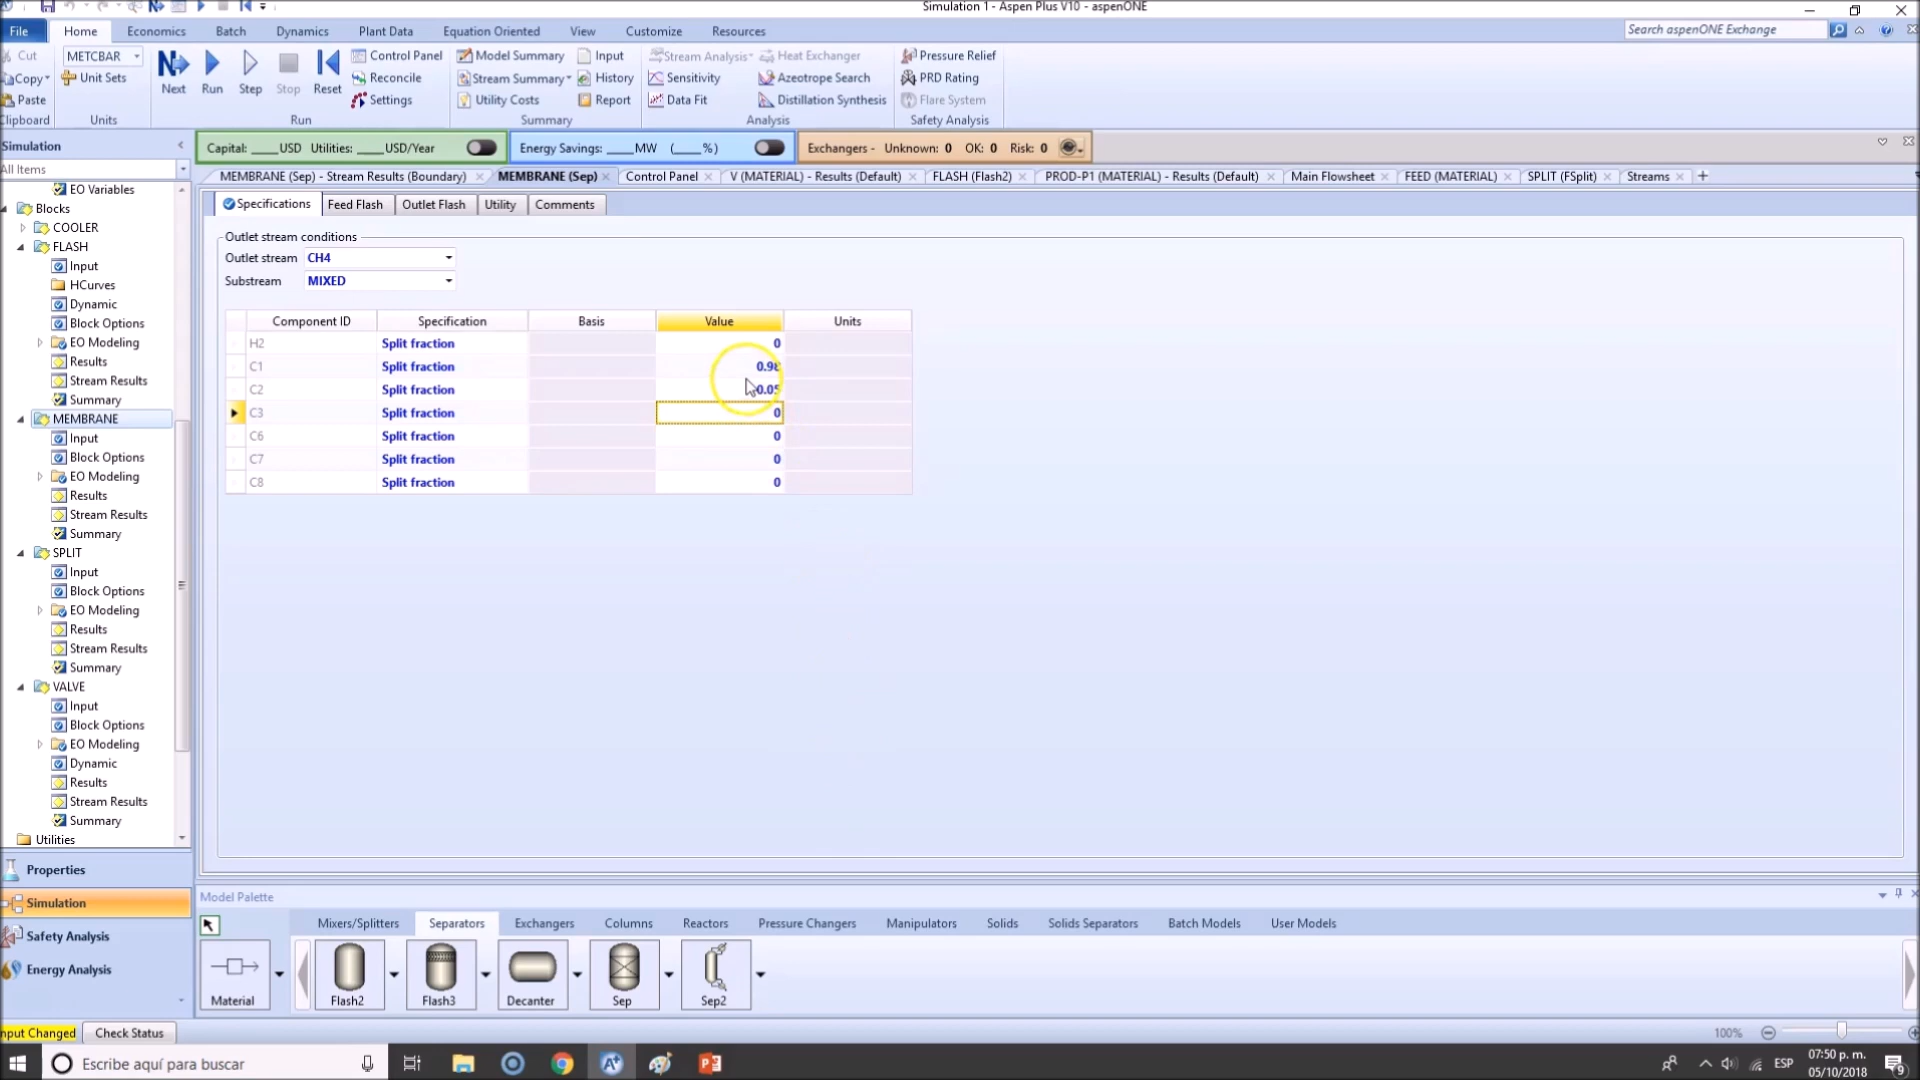 Simulation 1 - Aspen Plus V10 - aspenONE
File Home Economics Batch Dynamics Plant Data Equation Oriented View Customize Resources Search aspenONE Exchange
Cut METCBAR Control Panel Model Summary Input Stream Analysis Heat Exchanger Pressure Relief
Copy Unit Sets Reconcile Stream Summary History Sensitivity Azeotrope Search PRD Rating
Next Run Step Stop Reset
Paste Settings Utility Costs Report Data Fit Distillation Synthesis Flare System
Clipboard Units Run Summary Analysis Safety Analysis
Simulation
Capital: ____USD Utilities: ____USD/Year Energy Savings: ____MW (____%) Exchangers - Unknown: 0 OK: 0 Risk: 0
All Items
MEMBRANE (Sep) - Stream Results (Boundary) MEMBRANE (Sep) Control Panel V (MATERIAL) - Results (Default) FLASH (Flash2) PROD-P1 (MATERIAL) - Results (Default) Main Flowsheet FEED (MATERIAL) SPLIT (FSplit) Streams +
EO Variables
Blocks
COOLER
FLASH
Input
HCurves
Dynamic
Block Options
EO Modeling
Results
Stream Results
Summary
MEMBRANE
Input
Block Options
EO Modeling
Results
Stream Results
Summary
SPLIT
Input
Block Options
EO Modeling
Results
Stream Results
Summary
VALVE
Input
Block Options
EO Modeling
Dynamic
Results
Stream Results
Summary
Utilities
Properties
Simulation
Safety Analysis
Energy Analysis
Specifications Feed Flash Outlet Flash Utility Comments
Outlet stream conditions
Outlet stream CH4
Substream MIXED
Component ID Specification Basis Value Units
H2 Split fraction 0
C1 Split fraction 0.98
C2 Split fraction 0.05
C3 Split fraction 0
C6 Split fraction 0
C7 Split fraction 0
C8 Split fraction 0
Model Palette
Mixers/Splitters Separators Exchangers Columns Reactors Pressure Changers Manipulators Solids Solids Separators Batch Models User Models
Material Flash2 Flash3 Decanter Sep Sep2
nput Changed Check Status 100%
Escribe aquí para buscar
ESP
07:50 p. m.
05/10/2018
9